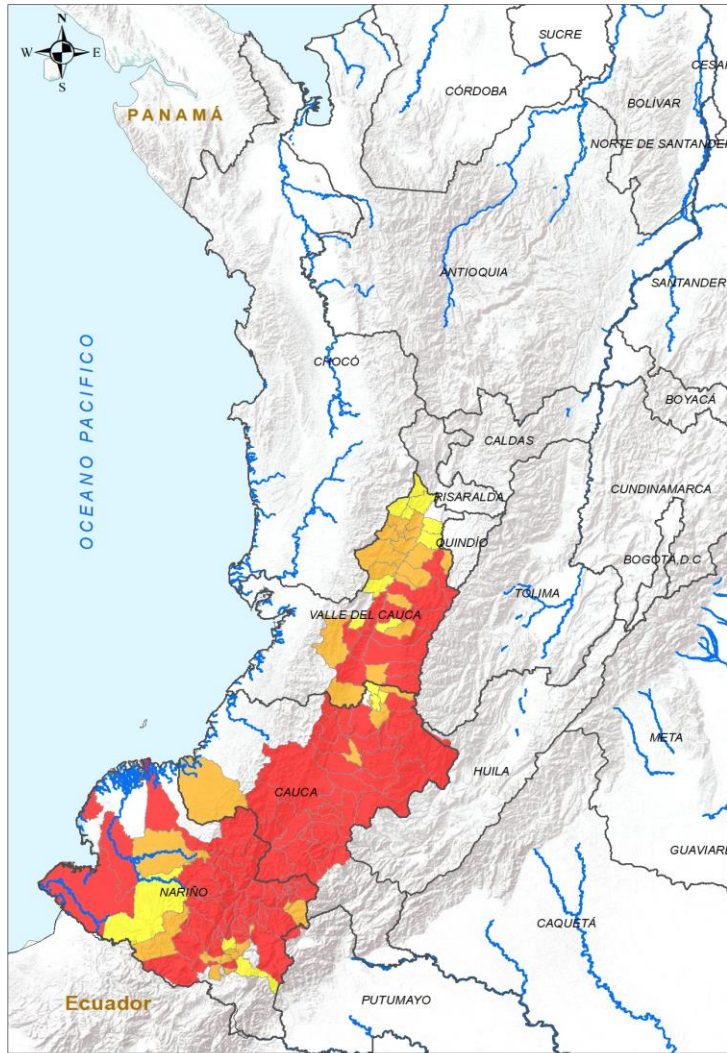 N
W E
S
SUCRE
CESAR
CÓRDOBA
BOLÍVAR
PANAMÁ
NORTE DE SANTANDER
ANTIOQUIA
SANTANDER
OCEANO PACIFICO
CHOCÓ
BOYACÁ
CALDAS
CUNDINAMARCA
RISARALDA
QUINDÍO
BOGOTÁ,D.C
TOLIMA
VALLE DEL CAUCA
META
HUILA
CAUCA
GUAVIARE
NARIÑO
CAQUETÁ
PUTUMAYO
Ecuador